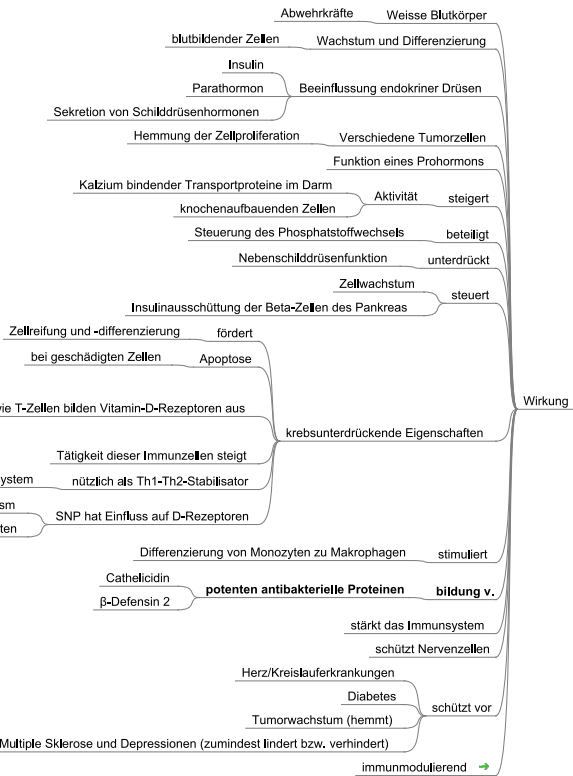 Abwehrkräfte Weisse Blutkörper
blutbildender Zellen Wachstum und Differenzierung
Insulin
Parathormon Beeinflussung endokriner Drüsen
Sekretion von Schilddrüsenhormonen
Hemmung der Zellproliferation Verschiedene Tumorzellen
Funktion eines Prohormons
Kalzium bindender Transportproteine im Darm
Aktivität steigert
knochenaufbauenden Zellen
Steuerung des Phosphatstoffwechsels beteiligt
Nebenschilddrüsenfunktion unterdrückt
Zellwachstum
steuert
Insulinausschüttung der Beta-Zellen des Pankreas
Zellreifung und -differenzierung fördert
bei geschädigten Zellen Apoptose
Wirkung
T-Zellen bilden Vitamin-D-Rezeptoren aus
krebsunterdrückende Eigenschaften
Tätigkeit dieser Immunzellen steigt
ystem nützlich als Th1-Th2-Stabilisator
sm
SNP hat Einfluss auf D-Rezeptoren
ten
Differenzierung von Monozyten zu Makrophagen stimuliert
Cathelicidin
potenten antibakterielle Proteinen bildung v.
β-Defensin 2
stärkt das Immunsystem
schützt Nervenzellen
Herz/Kreislauferkrankungen
Diabetes
schützt vor
Tumorwachstum (hemmt)
Multiple Sklerose und Depressionen (zumindest lindert bzw. verhindert)
immunmodulierend ➔